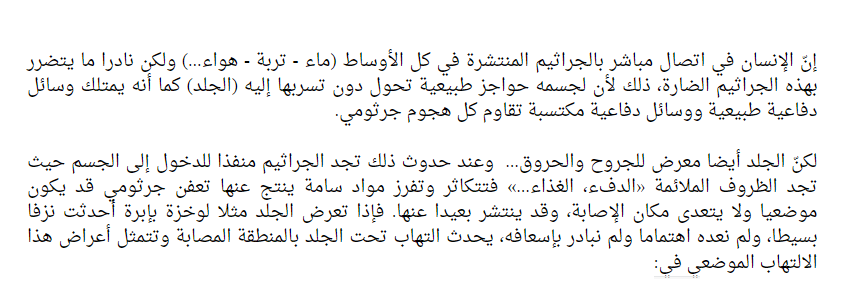 إنّ الإنسان في اتصال مباشر بالجراثيم المنتشرة في كل الأوساط (ماء - تربة - هواء...) ولكن نادرا ما يتضرر
بهذه الجراثيم الضارة، ذلك لأن لجسمه حواجز طبيعية تحول دون تسربها إليه (الجلد) كما أنه يمتلك وسائل
دفاعية طبيعية ووسائل دفاعية مكتسبة تقاوم كل هجوم جرثومي.
لكنّ الجلد أيضا معرض للجروح والحروق... وعند حدوث ذلك تجد الجراثيم منفذا للدخول إلى الجسم حيث
تجد الظروف الملائمة «الدفء، الغذاء...» فتتكاثر وتفرز مواد سامة ينتج عنها تعفن جرثومي قد يكون
موضعيا ولا يتعدى مكان الإصابة، وقد ينتشر بعيدا عنها. فإذا تعرض الجلد مثلا لوخزة بإبرة أحدثت نزفا
بسيطا، ولم نعده اهتماما ولم نبادر بإسعافه، يحدث التهاب تحت الجلد بالمنطقة المصابة وتتمثل أعراض هذا
الالتهاب الموضعي في: